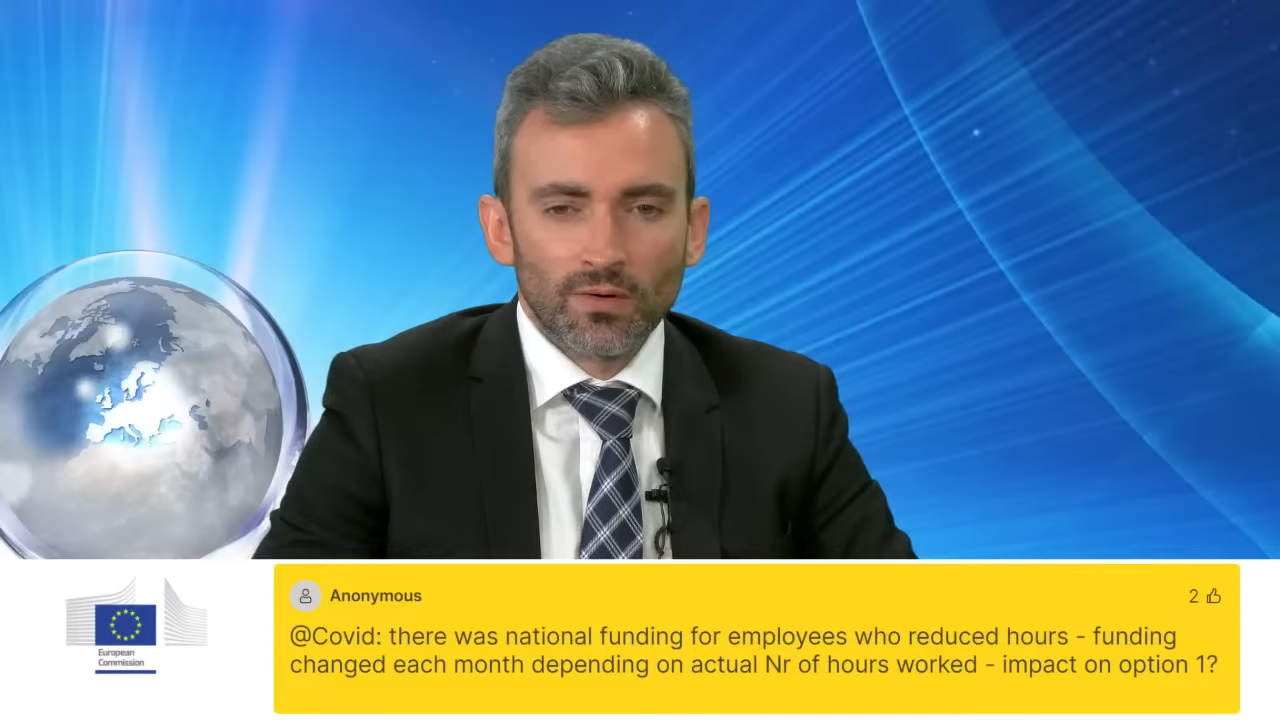 Anonymous
2
@Covid: there was national funding for employees who reduced hours - funding
changed each month depending on actual Nr of hours worked - impact on option 1?
European
Commission